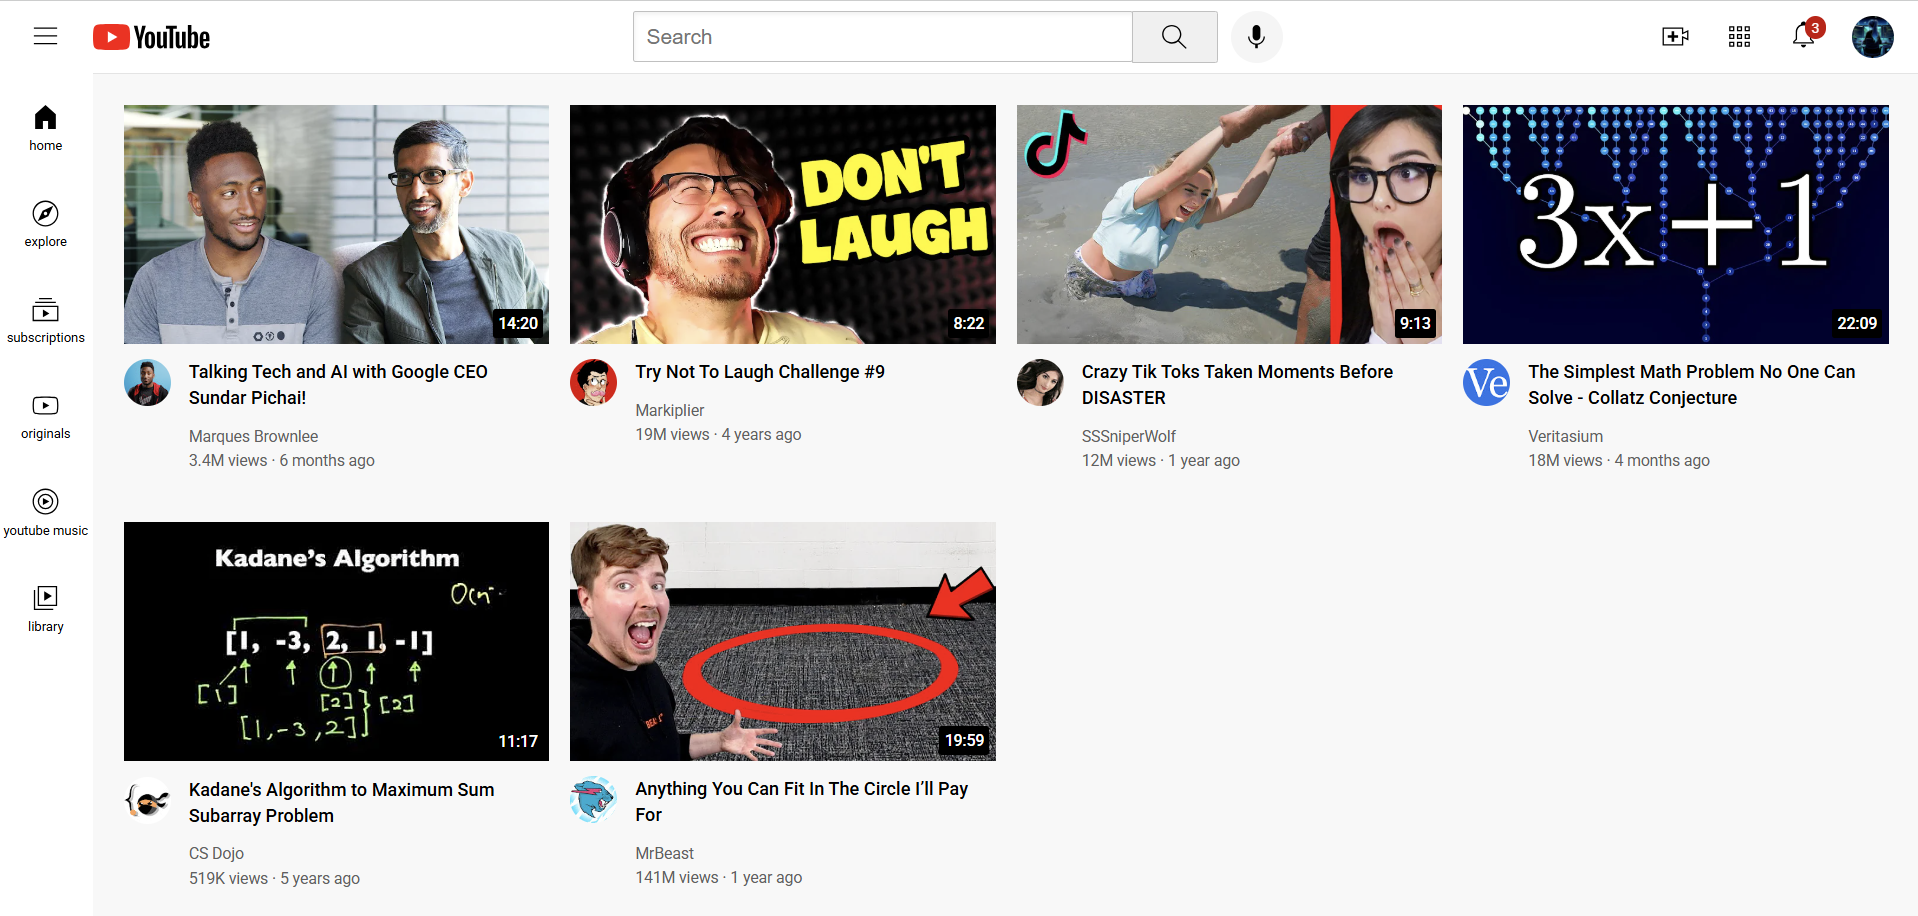 YouTube
Search
3
home
explore
subscriptions
originals
youtube music
library
14:20
Talking Tech and AI with Google CEO
Sundar Pichai!
Marques Brownlee
3.4M views · 6 months ago
DON'T
LAUGH
8:22
Try Not To Laugh Challenge #9
Markiplier
19M views · 4 years ago
9:13
Crazy Tik Toks Taken Moments Before
DISASTER
SSSniperWolf
12M views · 1 year ago
3x+1
22:09
Ve
The Simplest Math Problem No One Can
Solve - Collatz Conjecture
Veritasium
18M views · 4 months ago
Kadane's Algorithm
O(n
[1, -3, 2, 1, -1]
[1]
[2]
[2]
[1,-3,2]
11:17
Kadane's Algorithm to Maximum Sum
Subarray Problem
CS Dojo
519K views · 5 years ago
19:59
Anything You Can Fit In The Circle I’ll Pay
For
MrBeast
141M views · 1 year ago